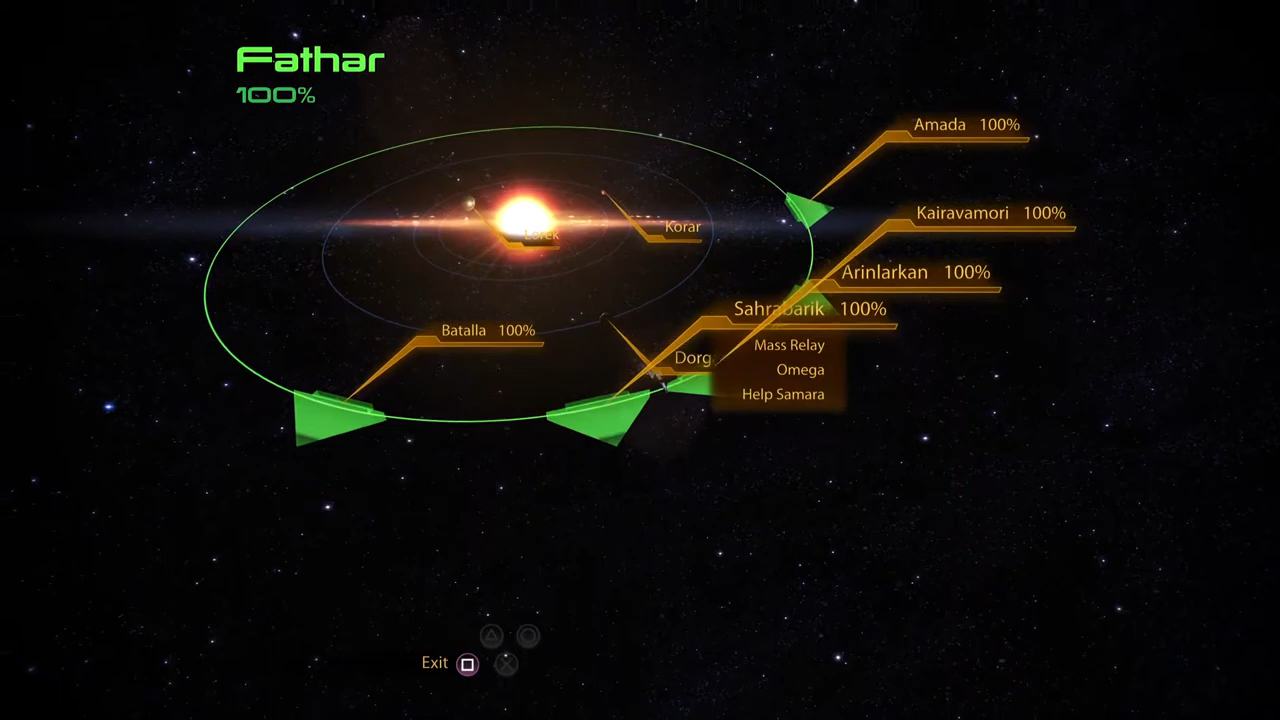 Fathar
100%
Amada 100%
Kairavamori 100%
Korar
Lorek
Arinlarkan 100%
Sahrabarik 100%
Batalla 100%
Mass Relay
Dorg
Omega
Help Samara
Exit